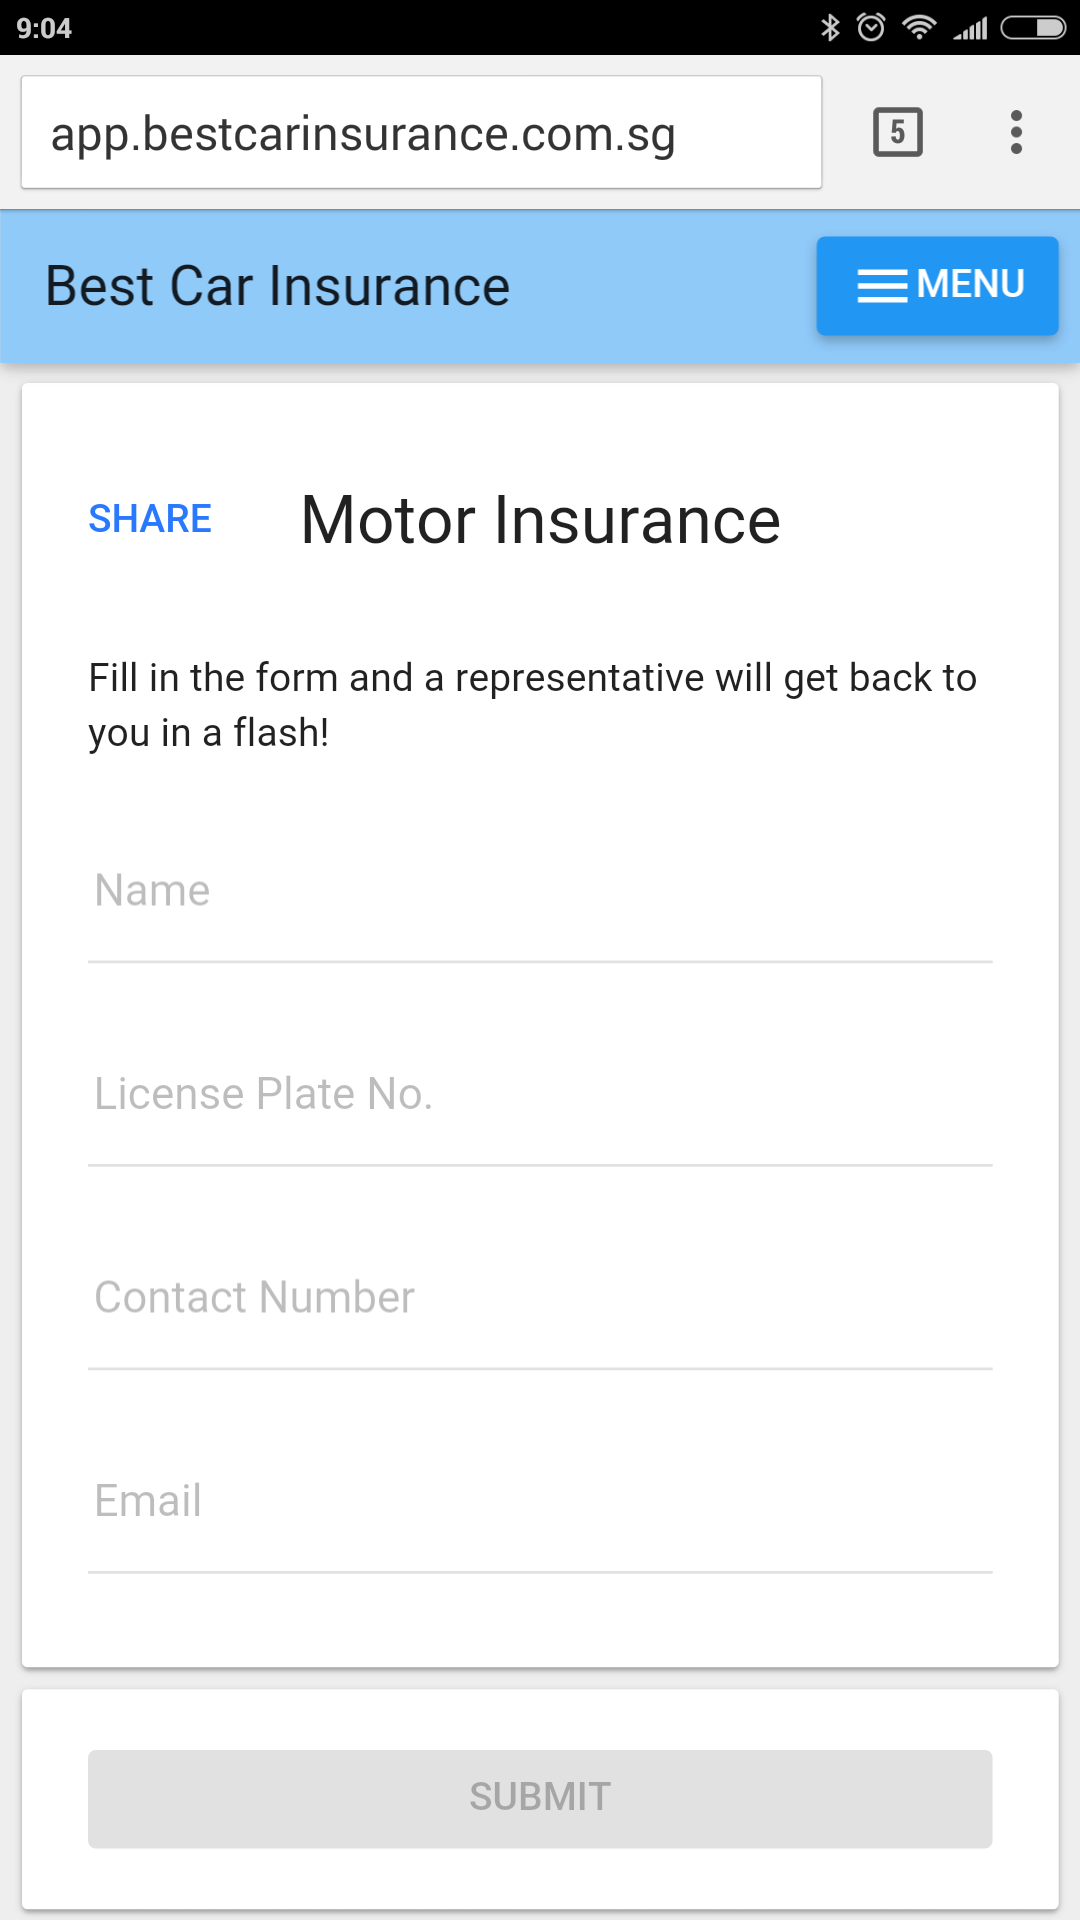 9:04
app.bestcarinsurance.com.sg
5
Best Car Insurance
MENU
SHARE
Motor Insurance
Fill in the form and a representative will get back to
you in a flash!
Name
License Plate No.
Contact Number
Email
SUBMIT